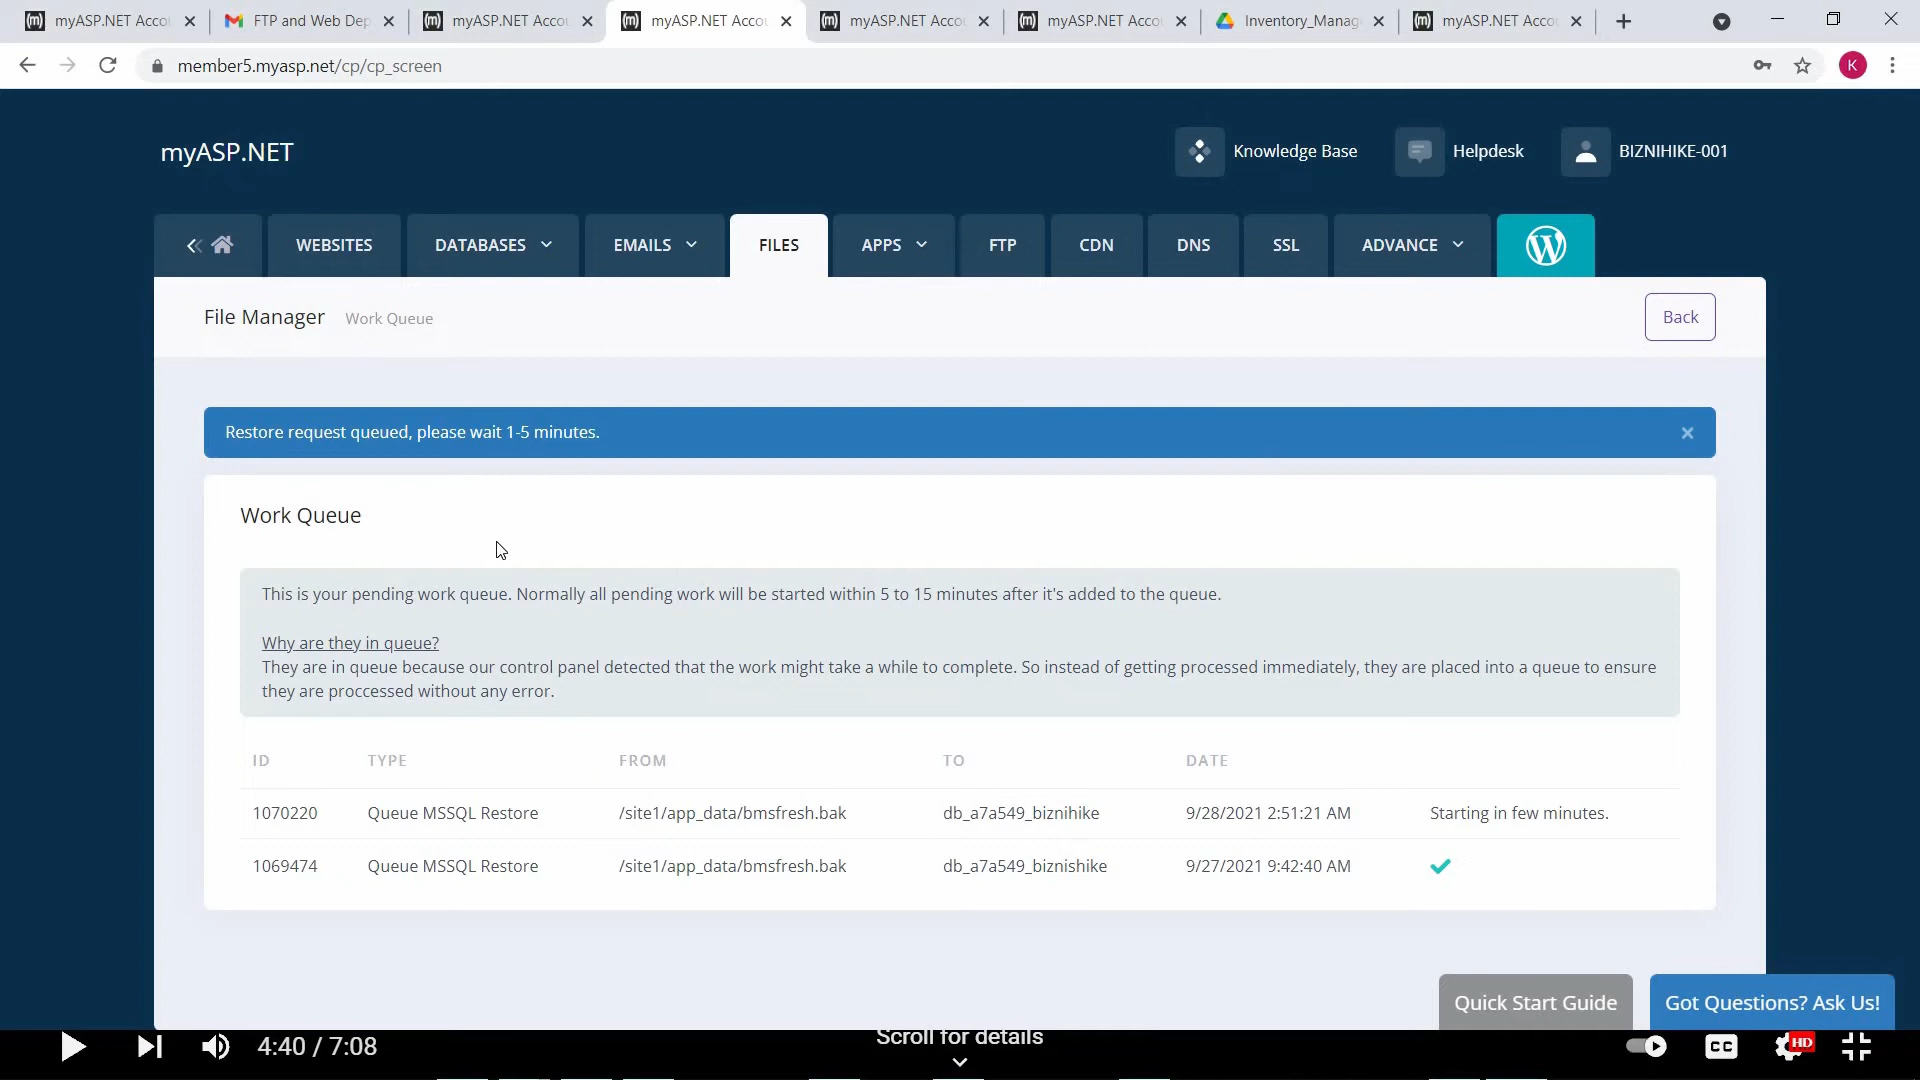 myASP.NET Accou
FTP and Web Dep
myASP.NET Accou
myASP.NET Accou
myASP.NET Accou
myASP.NET Accou
Inventory_Manag
myASP.NET Acco
member5.myasp.net/cp/cp_screen
K
myASP.NET
Knowledge Base
Helpdesk
BIZNIHIKE-001
WEBSITES
DATABASES
EMAILS
FILES
APPS
FTP
CDN
DNS
SSL
ADVANCE
File Manager Work Queue
Back
Restore request queued, please wait 1-5 minutes.
Work Queue
This is your pending work queue. Normally all pending work will be started within 5 to 15 minutes after it's added to the queue.
Why are they in queue?
They are in queue because our control panel detected that the work might take a while to complete. So instead of getting processed immediately, they are placed into a queue to ensure
they are proccessed without any error.
ID TYPE FROM TO DATE
1070220 Queue MSSQL Restore /site1/app_data/bmsfresh.bak db_a7a549_biznihike 9/28/2021 2:51:21 AM Starting in few minutes.
1069474 Queue MSSQL Restore /site1/app_data/bmsfresh.bak db_a7a549_biznishike 9/27/2021 9:42:40 AM
Quick Start Guide
Got Questions? Ask Us!
4:40 / 7:08
Scroll for details
CC
HD